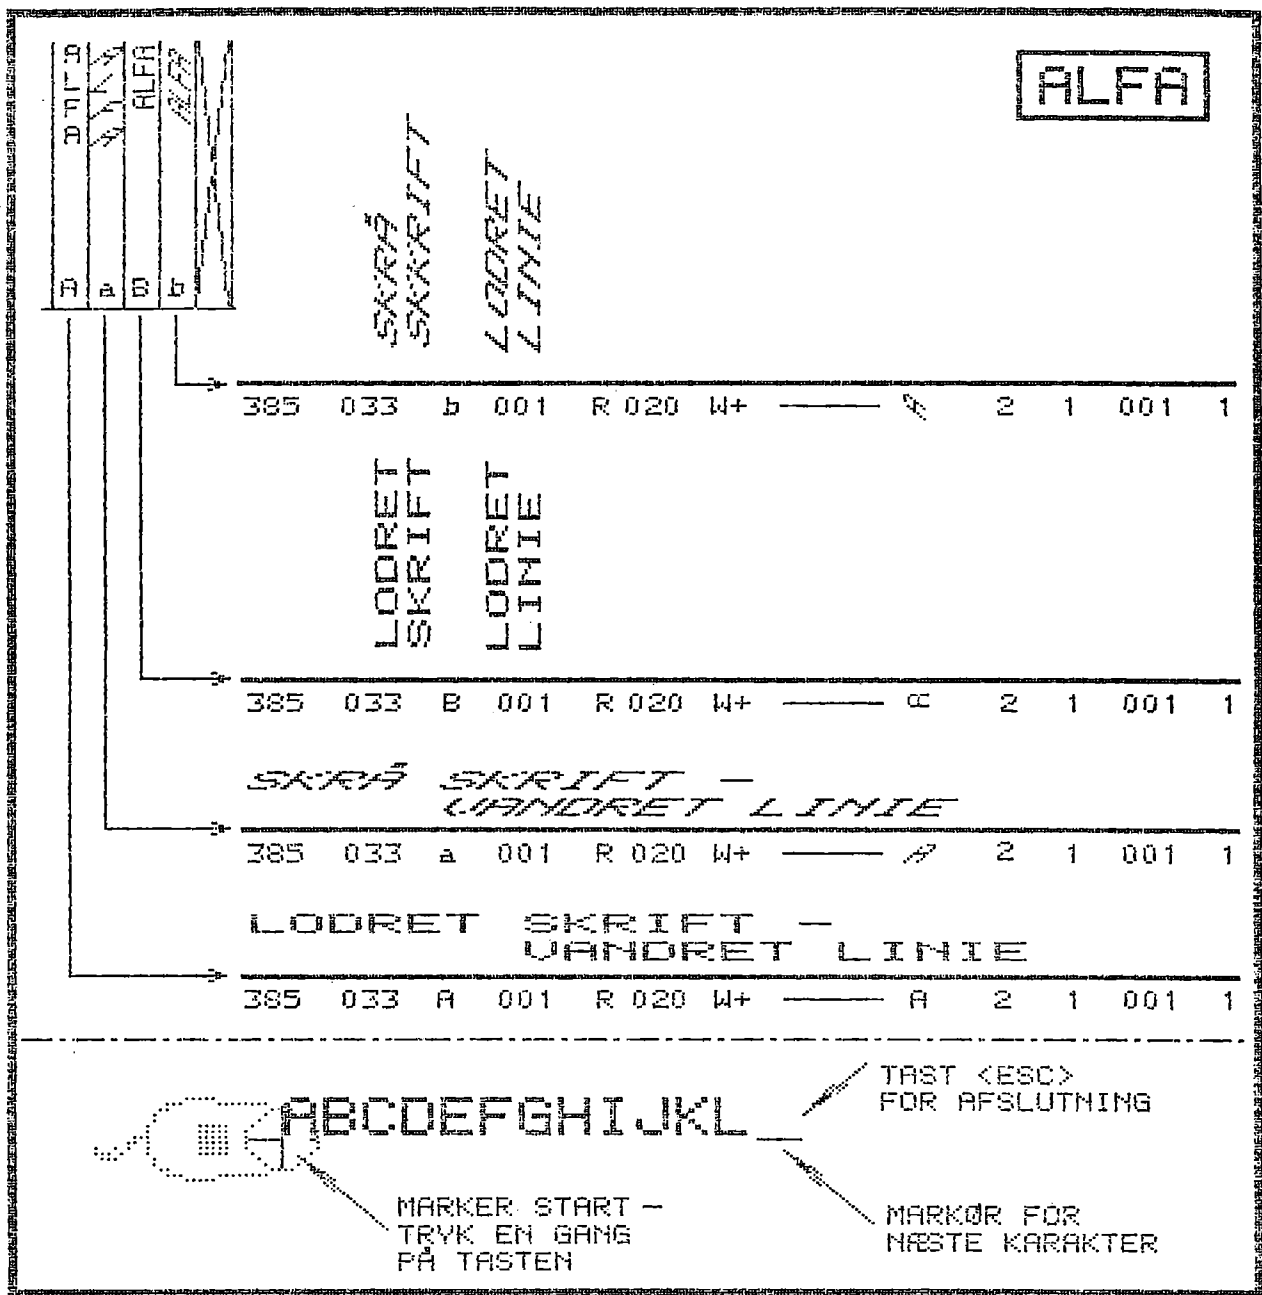 ALFA
ALFA
ALFA
ALFA
ALFA
A a B b
SKRÅ
SKRIFT
LODRET
LINIE
385 033 b 001 R 020 W+ A 2 1 001 1
LODRET
SKRIFT
LODRET
LINIE
385 033 B 001 R 020 W+ A 2 1 001 1
SKRÅ SKRIFT –
VANDRET LINIE
385 033 a 001 R 020 W+ A 2 1 001 1
LODRET SKRIFT –
VANDRET LINIE
385 033 A 001 R 020 W+ A 2 1 001 1
TAST <ESC>
FOR AFSLUTNING
ABCDEFGHIJKL_
MARKER START –
TRYK EN GANG
PÅ TASTEN
MARKØR FOR
NÆSTE KARAKTER